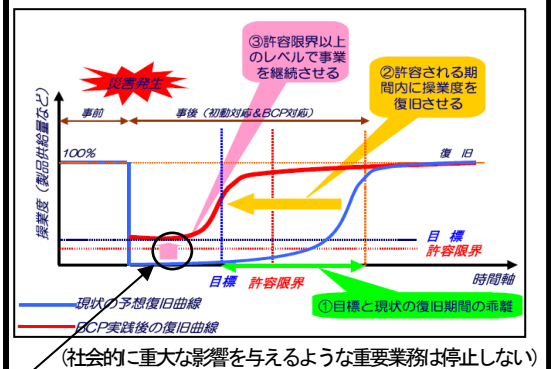 ③許容限界以上
のレベルで事業
を継続させる
災害発生
②許容される期
間内に操業度を
復旧させる
事前
事後（初動対応&BCP対応）
操業度（製品供給量など）
100%
復 旧
目 標
許容限界
目標
許容限界
時間軸
現状の予想復旧曲線
①目標と現状の復旧期間の乖離
BCP実践後の復旧曲線
(社会的に重大な影響を与えるような重要業務は停止しない)